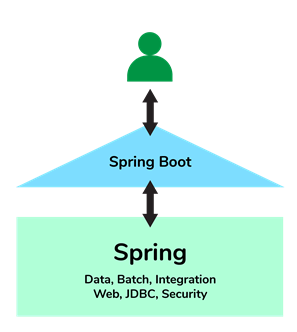 Spring Boot
Spring
Data, Batch, Integration
Web, JDBC, Security